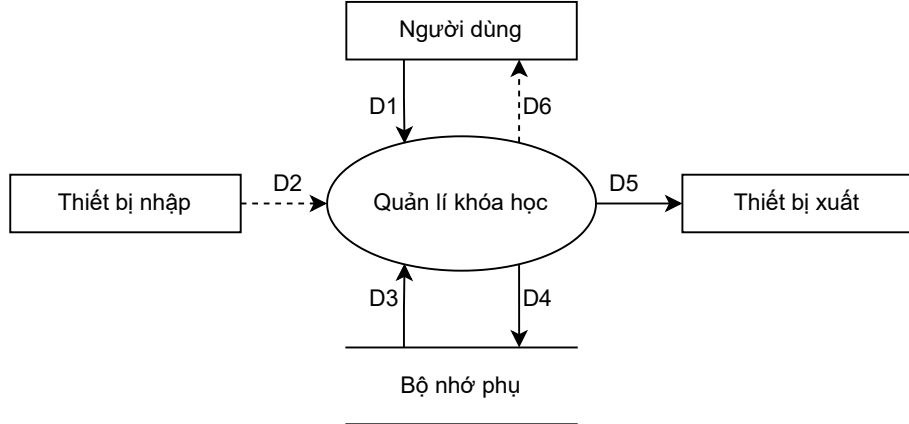 Người dùng
D1
D6
Thiết bị nhập
D2
Quản lí khóa học
D5
Thiết bị xuất
D3
D4
Bộ nhớ phụ